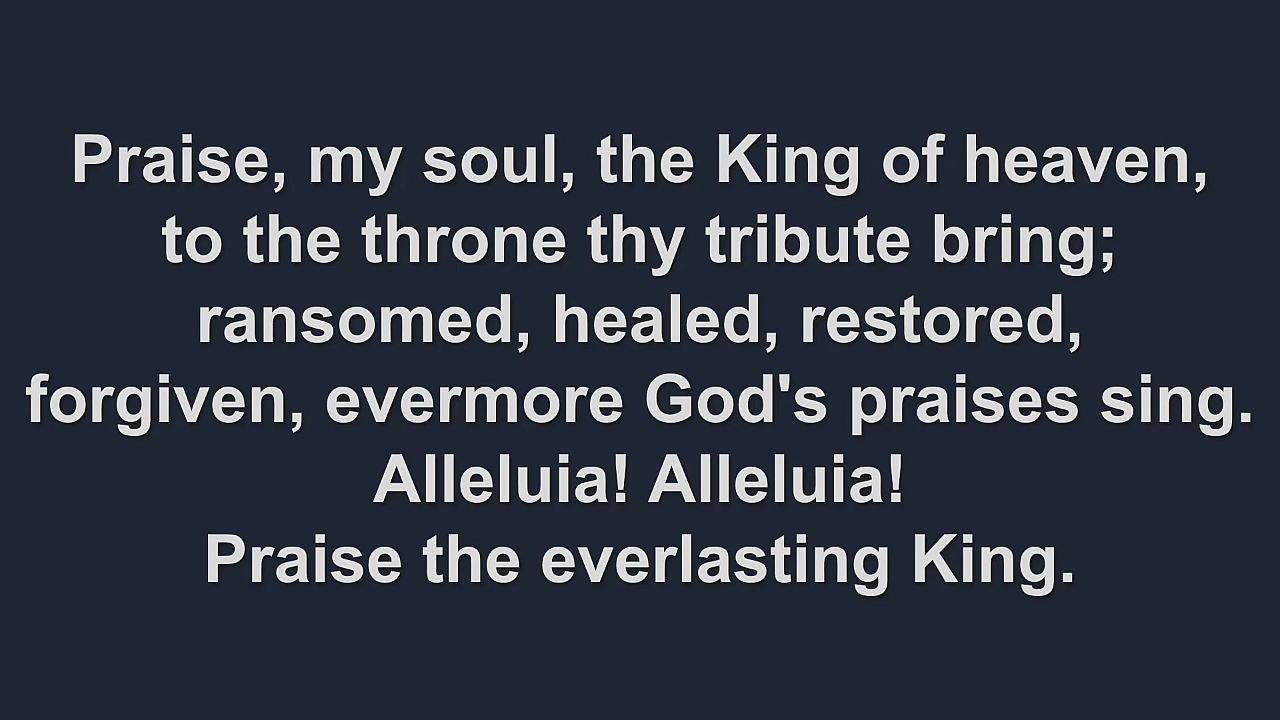 Praise, my soul, the King of heaven,
to the throne thy tribute bring;
ransomed, healed, restored,
forgiven, evermore God's praises sing.
Alleluia! Alleluia!
Praise the everlasting King.